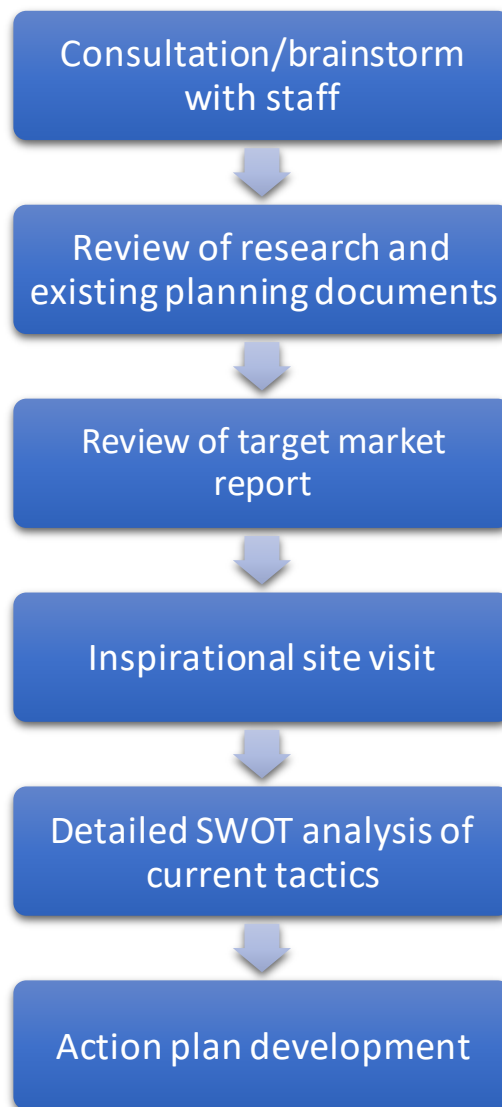 Consultation/brainstorm
with staff
Review of research and
existing planning documents
Review of target market
report
Inspirational site visit
Detailed SWOT analysis of
current tactics
Action plan development